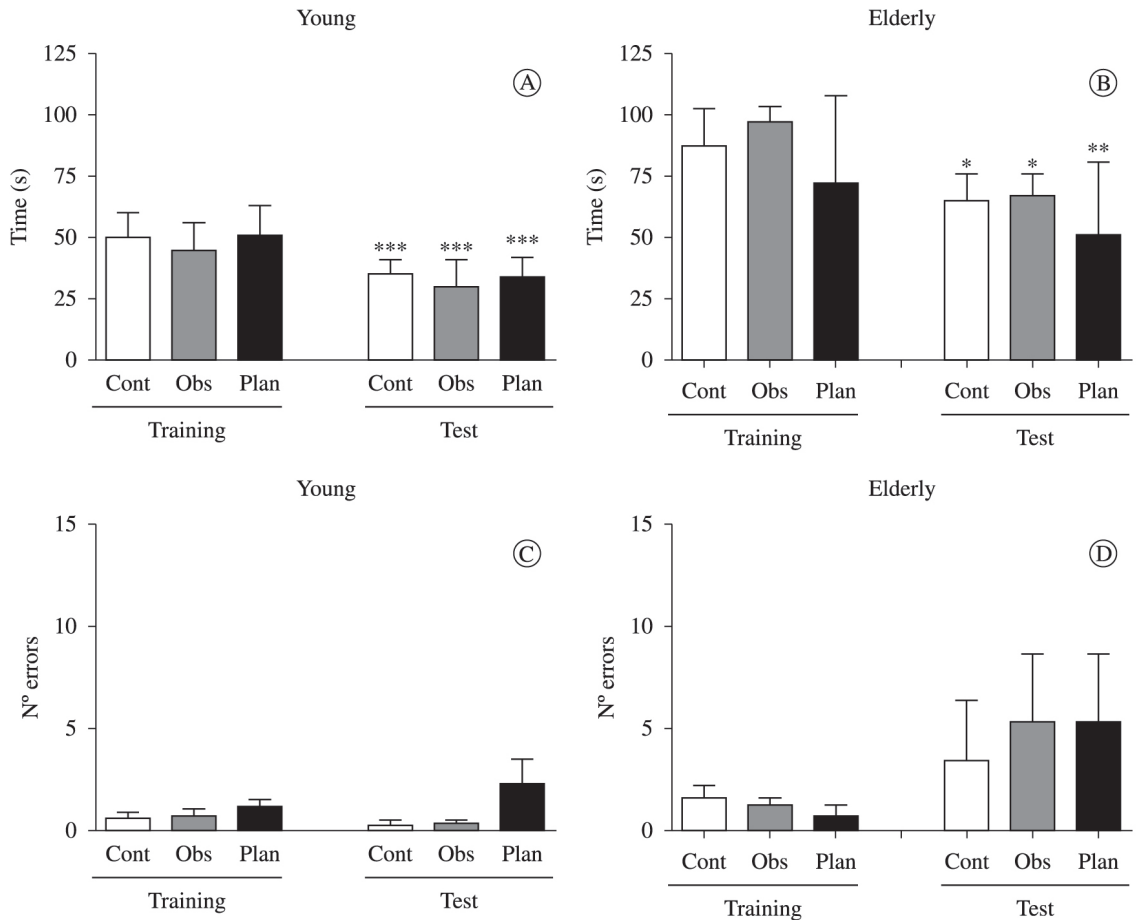 Young
125
100
75
50
25
0
Time (s)
A
*** *** ***
Cont Obs Plan Cont Obs Plan
Training Test
Elderly
125
100
75
50
25
0
Time (s)
B
* * **
Cont Obs Plan Cont Obs Plan
Training Test
Young
15
10
5
0
Nº errors
C
Cont Obs Plan Cont Obs Plan
Training Test
Elderly
15
10
5
0
Nº errors
D
Cont Obs Plan Cont Obs Plan
Training Test